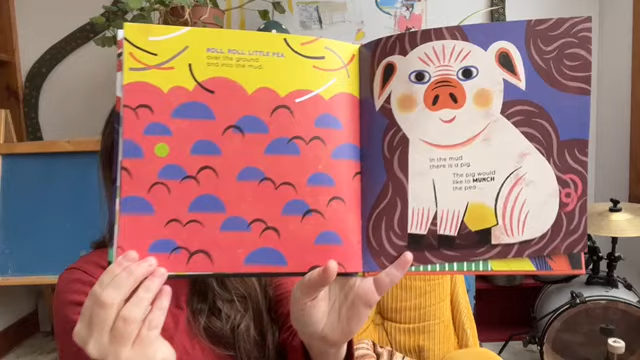 ROLL, ROLL, LITTLE PEA,
over the ground
and into the mud.
In the mud
there is a pig.
The pig would
like to MUNCH
the pea...